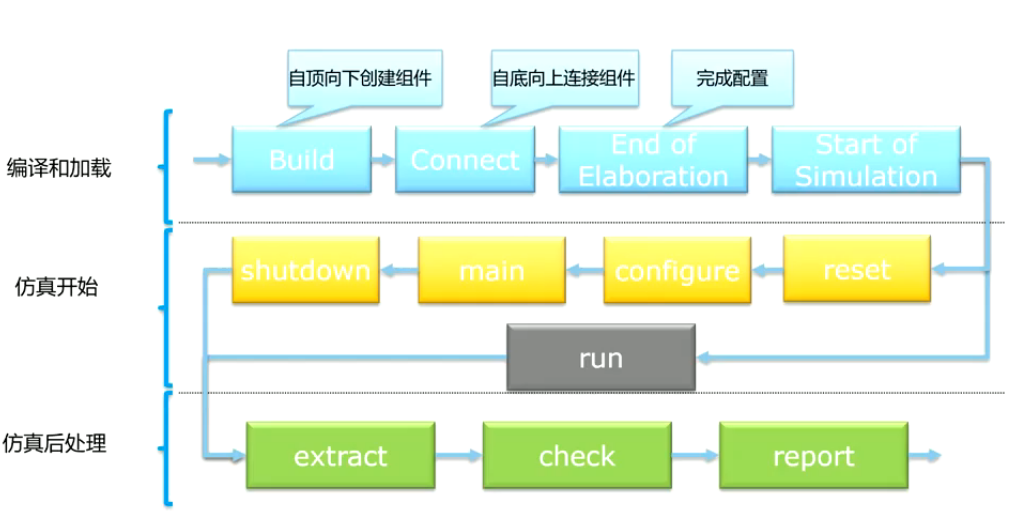 自顶向下创建组件
自底向上连接组件
完成配置
编译和加载
Build
Connect
End of
Elaboration
Start of
Simulation
仿真开始
shutdown
main
configure
reset
run
仿真后处理
extract
check
report